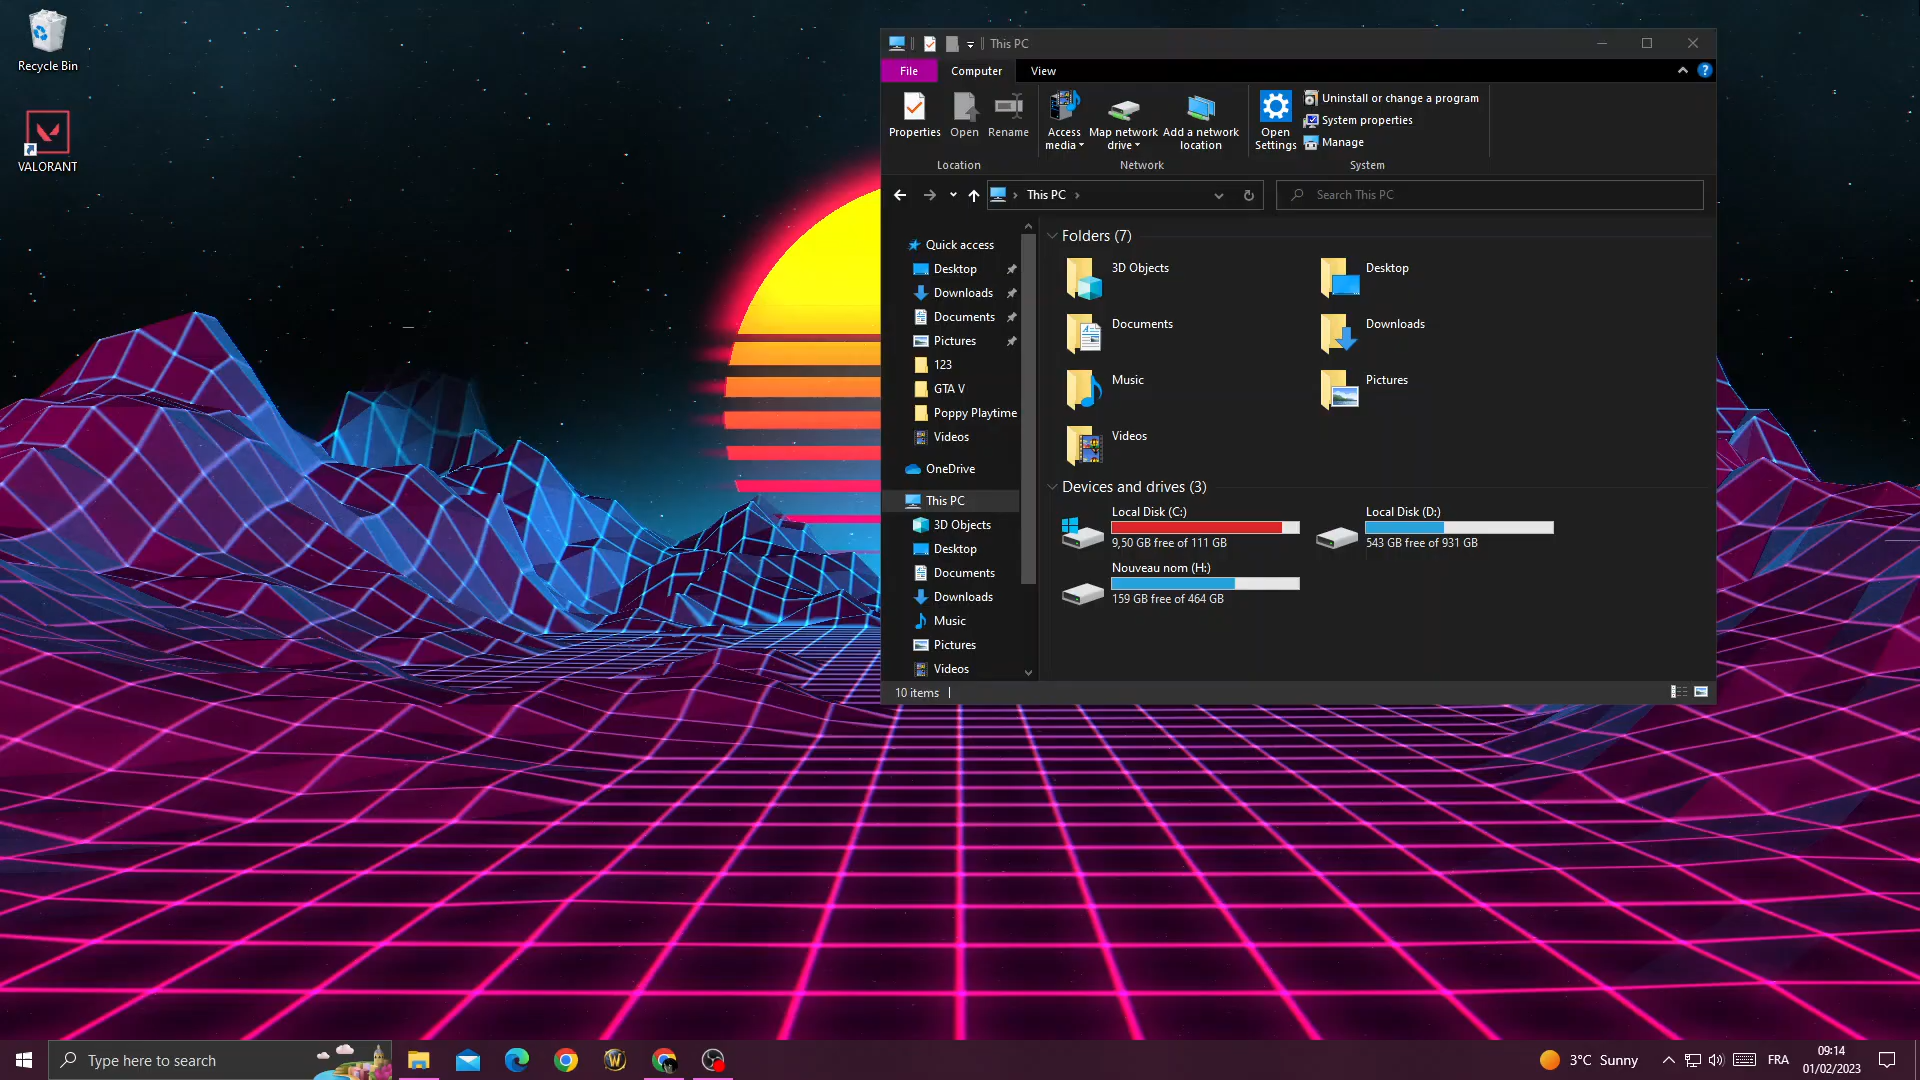 Recycle Bin
VALORANT
This PC
File
Computer
View
Properties
Open
Rename
Access
media
Map network
drive
Add a network
location
Open
Settings
Uninstall or change a program
System properties
Manage
Location
Network
System
This PC
Search This PC
Quick access
Desktop
Downloads
Documents
Pictures
123
GTA V
Poppy Playtime
Videos
OneDrive
This PC
3D Objects
Desktop
Documents
Downloads
Music
Pictures
Videos
Folders (7)
3D Objects
Desktop
Documents
Downloads
Music
Pictures
Videos
Devices and drives (3)
Local Disk (C:)
9,50 GB free of 111 GB
Local Disk (D:)
543 GB free of 931 GB
Nouveau nom (H:)
159 GB free of 464 GB
10 items
Type here to search
3°C Sunny
FRA
09:14
01/02/2023